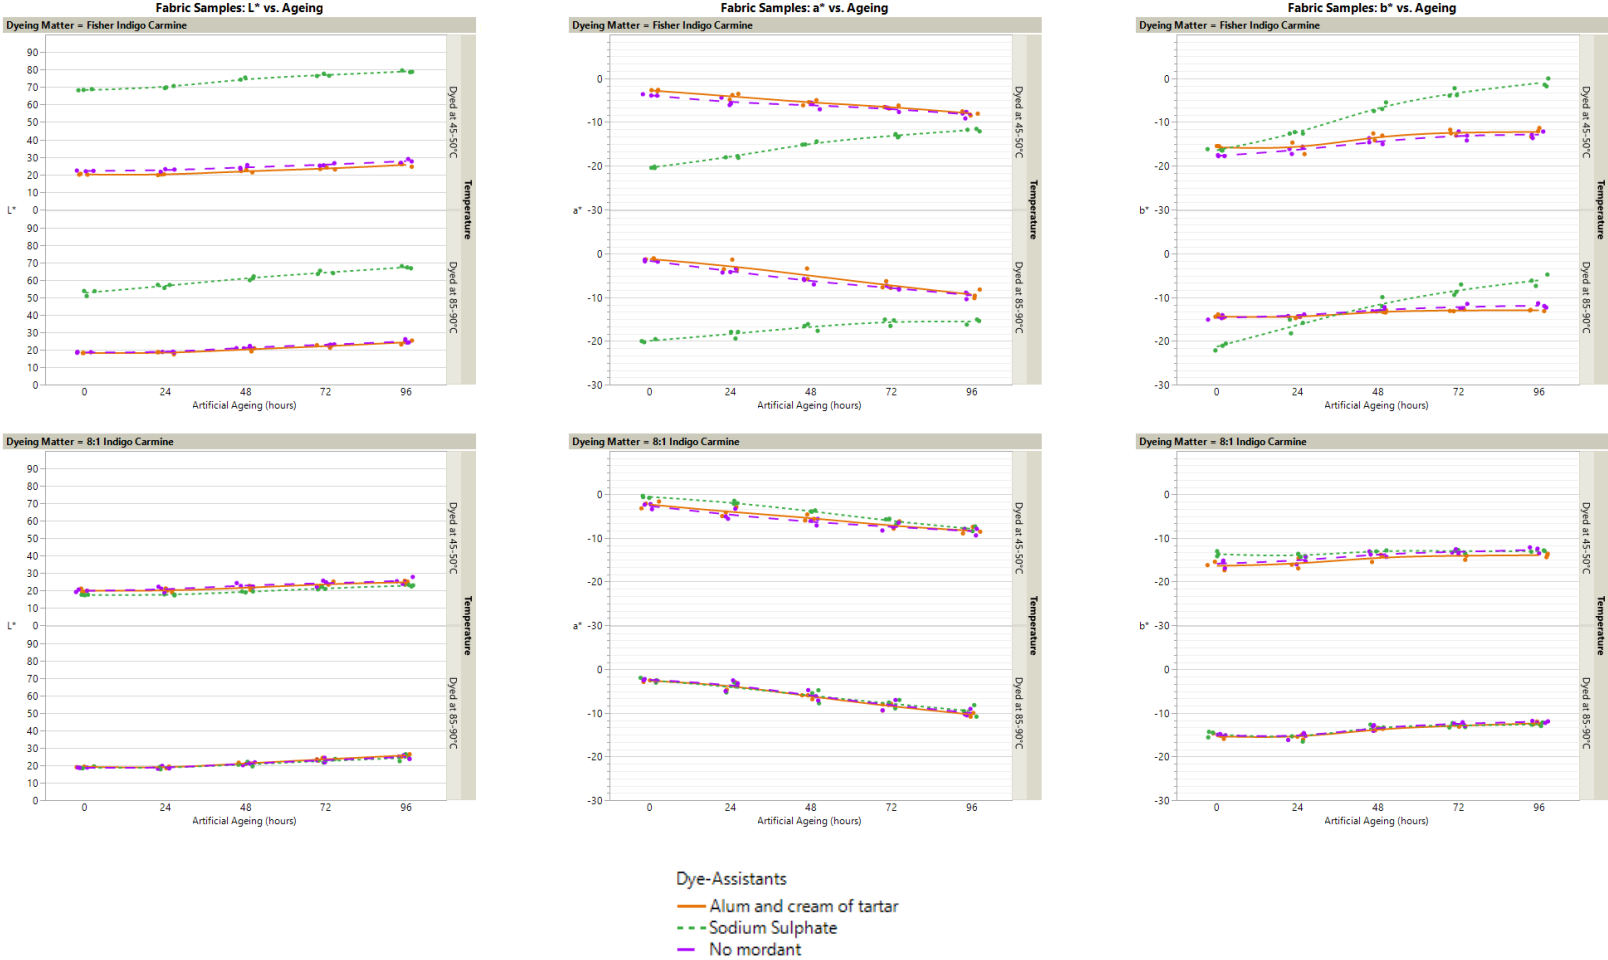 Fabric Samples: L* vs. Ageing
Dyeing Matter = Fisher Indigo Carmine
90
80
70
60
50
40
30
20
10
0
L*
90
80
70
60
50
40
30
20
10
0
Dyed at 45-50°C
Dyed at 85-90°C
Temperature
0 24 48 72 96
Artificial Ageing (hours)
Fabric Samples: a* vs. Ageing
Dyeing Matter = Fisher Indigo Carmine
0
-10
-20
a* -30
0
-10
-20
-30
Dyed at 45-50°C
Dyed at 85-90°C
Temperature
0 24 48 72 96
Artificial Ageing (hours)
Fabric Samples: b* vs. Ageing
Dyeing Matter = Fisher Indigo Carmine
0
-10
-20
b* -30
0
-10
-20
-30
Dyed at 45-50°C
Dyed at 85-90°C
Temperature
0 24 48 72 96
Artificial Ageing (hours)
Dyeing Matter = 8:1 Indigo Carmine
90
80
70
60
50
40
30
20
10
L* 0
90
80
70
60
50
40
30
20
10
0
Dyed at 45-50°C
Dyed at 85-90°C
Temperature
0 24 48 72 96
Artificial Ageing (hours)
Dyeing Matter = 8:1 Indigo Carmine
0
-10
-20
a* -30
0
-10
-20
-30
Dyed at 45-50°C
Dyed at 85-90°C
Temperature
0 24 48 72 96
Artificial Ageing (hours)
Dyeing Matter = 8:1 Indigo Carmine
0
-10
-20
b* -30
0
-10
-20
-30
Dyed at 45-50°C
Dyed at 85-90°C
Temperature
0 24 48 72 96
Artificial Ageing (hours)
Dye-Assistants
Alum and cream of tartar
Sodium Sulphate
No mordant